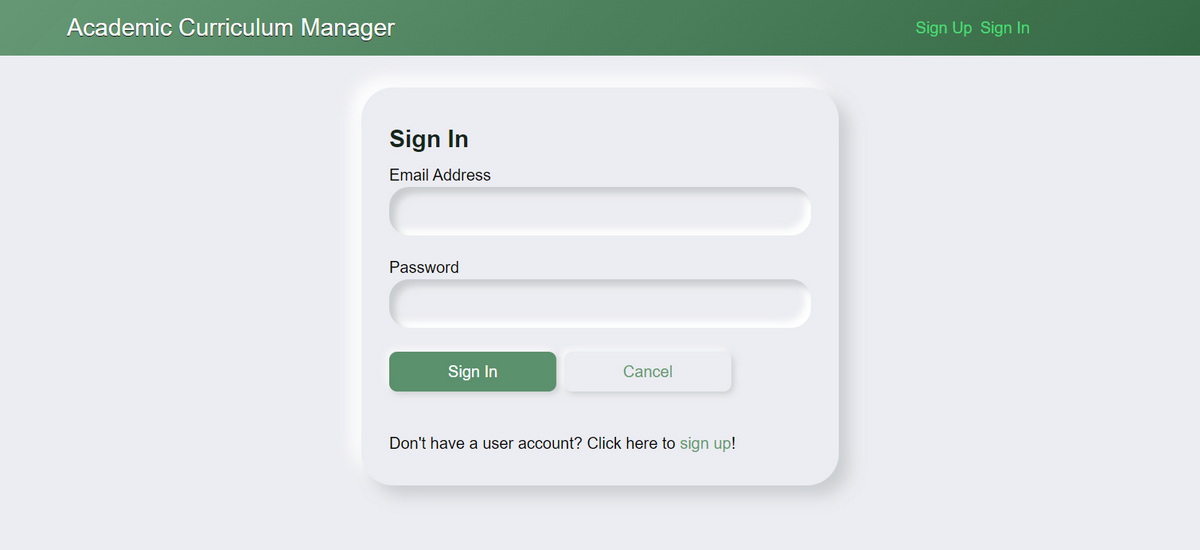 Academic Curriculum Manager
Sign Up Sign In
Sign In
Email Address
Password
Sign In
Cancel
Don't have a user account? Click here to sign up!